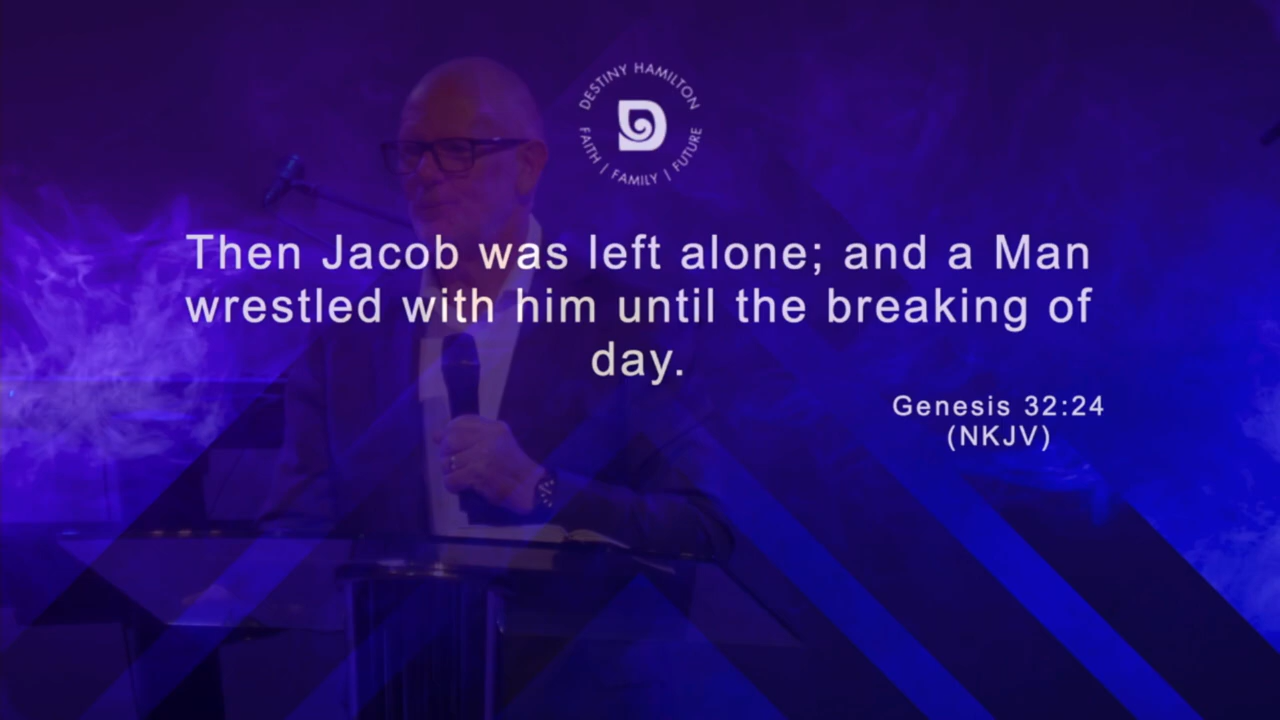 DESTINY HAMILTON
FAITH | FAMILY | FUTURE
Then Jacob was left alone; and a Man
wrestled with him until the breaking of
day.
Genesis 32:24
(NKJV)